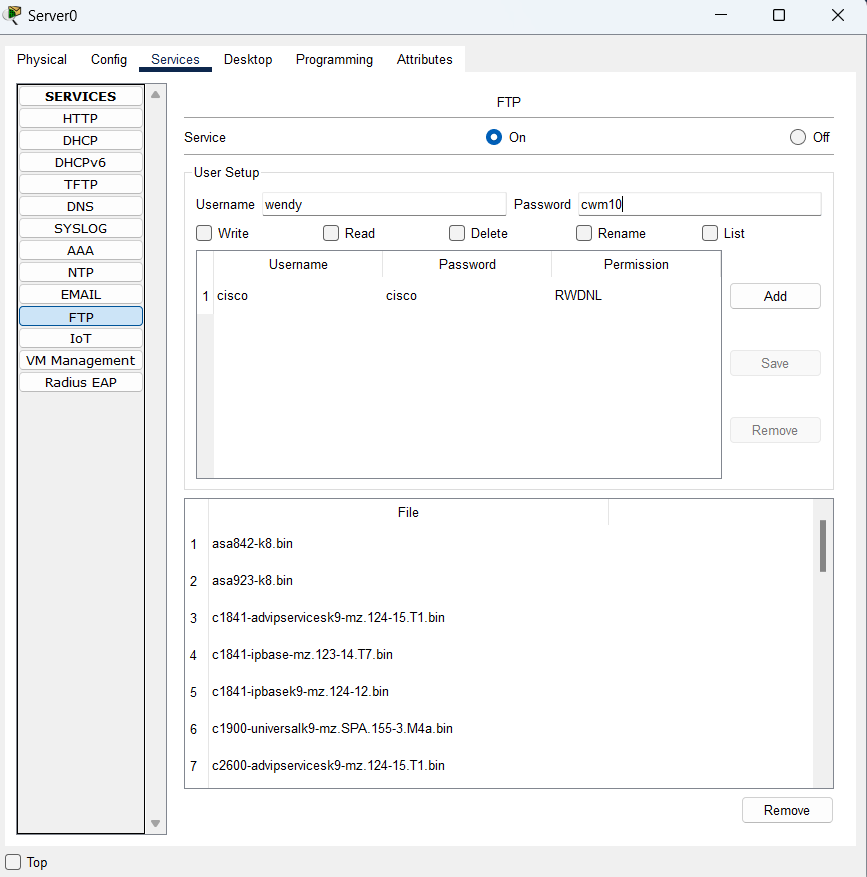 Server0
Physical Config Services Desktop Programming Attributes
SERVICES
HTTP
DHCP
DHCPv6
TFTP
DNS
SYSLOG
AAA
NTP
EMAIL
FTP
IoT
VM Management
Radius EAP
FTP
Service On Off
User Setup
Username wendy Password cwm10
Write Read Delete Rename List
Username Password Permission
1 cisco cisco RWDNL
Add
Save
Remove
File
1 asa842-k8.bin
2 asa923-k8.bin
3 c1841-advipservicesk9-mz.124-15.T1.bin
4 c1841-ipbase-mz.123-14.T7.bin
5 c1841-ipbasek9-mz.124-12.bin
6 c1900-universalk9-mz.SPA.155-3.M4a.bin
7 c2600-advipservicesk9-mz.124-15.T1.bin
Remove
Top